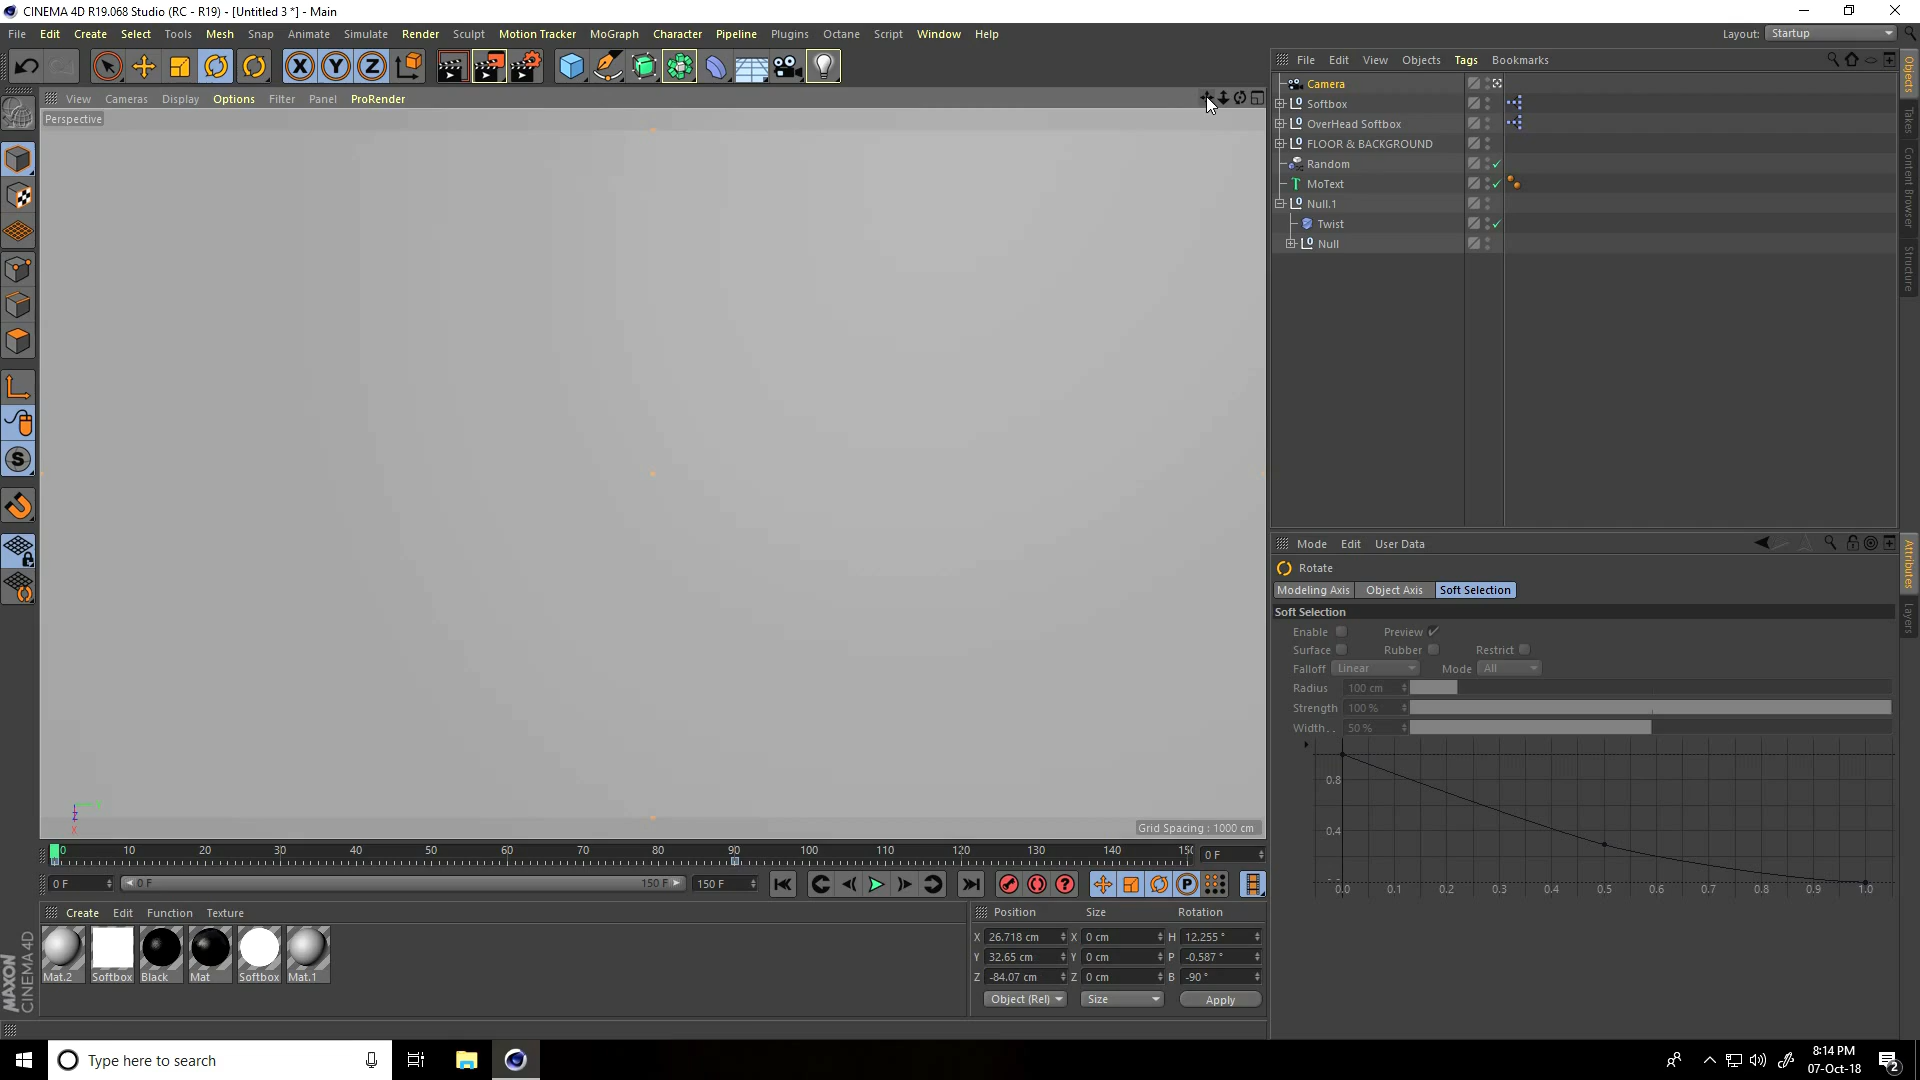 CINEMA 4D R19.068 Studio (RC - R19) - [Untitled 3 *] - Main
File Edit Create Select Tools Snap Animate Simulate Render Sculpt Motion Tracker MoGraph Character Pipeline Plugins Octane Script Window Help
Layout: Startup
View Cameras Display Options Filter Panel ProRender
Perspective
Grid Spacing : 1000 cm
File Edit View Objects Tags Bookmarks
Camera
Softbox
OverHead Softbox
FLOOR & BACKGROUND
Random
MoText
Null.1
Twist
Null
Objects
Takes
Content Browser
Structure
Mode Edit User Data
Rotate
Modeling Axis Object Axis Soft Selection
Soft Selection
Enable Preview
Surface Rubber Restrict
Falloff Linear Mode All
Radius 100 cm
Strength 100 %
Width.. 50 %
0.8
0.4
0.0 0.1 0.2 0.3 0.4 0.5 0.6 0.7 0.8 0.9 1.0
Attributes
Layers
0 10 20 30 40 50 60 70 80 90 100 110 120 130 140 150 0 F
0 F 0 F 150 F 150 F
Create Edit Function Texture
Mat.2 Softbox Black Mat Softbox Mat.1
Position Size Rotation
X 26.718 cm X 0 cm H 12.255 °
Y 32.65 cm Y 0 cm P -0.587 °
Z -84.07 cm Z 0 cm B -90 °
Object (Rel) Size Apply
MAXON
CINEMA 4D
Type here to search
8:14 PM
07-Oct-18
2
Z
X